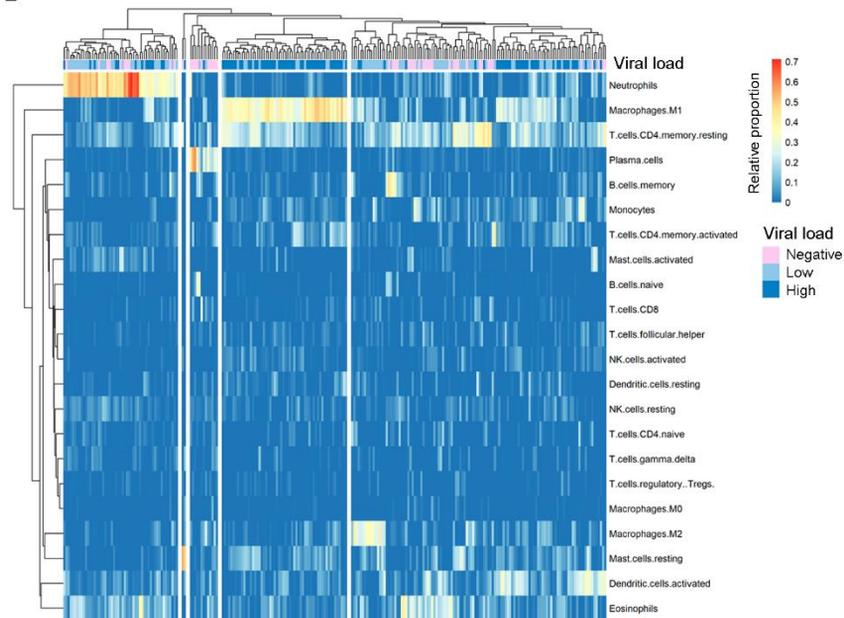 Viral load
Neutrophils
Macrophages.M1
T.cells.CD4.memory.resting
Plasma.cells
B.cells.memory
Monocytes
T.cells.CD4.memory.activated
Mast.cells.activated
B.cells.naive
T.cells.CD8
T.cells.follicular.helper
NK.cells.activated
Dendritic.cells.resting
NK.cells.resting
T.cells.CD4.naive
T.cells.gamma.delta
T.cells.regulatory..Tregs.
Macrophages.M0
Macrophages.M2
Mast.cells.resting
Dendritic.cells.activated
Eosinophils
Relative proportion
0.7
0.6
0.5
0.4
0.3
0.2
0.1
0
Viral load
Negative
Low
High